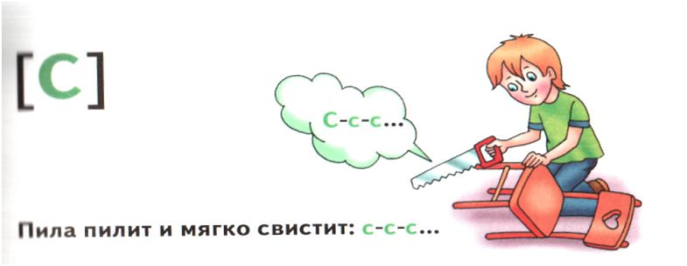 [С]
С-с-с...
Пила пилит и мягко свистит: с-с-с...